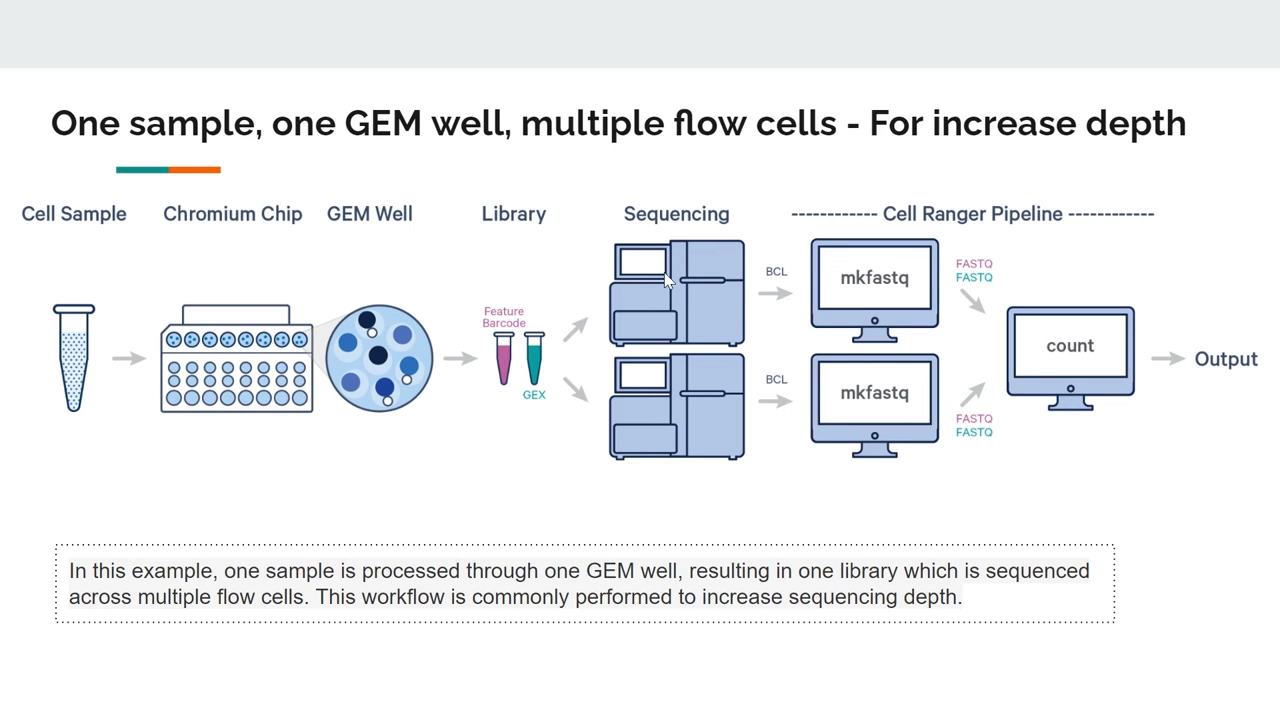 One sample, one GEM well, multiple flow cells - For increase depth
Cell Sample
Chromium Chip
GEM Well
Library
Sequencing
------------ Cell Ranger Pipeline ------------
Feature
Barcode
GEX
BCL
mkfastq
FASTQ
FASTQ
BCL
mkfastq
FASTQ
FASTQ
count
Output
In this example, one sample is processed through one GEM well, resulting in one library which is sequenced
across multiple flow cells. This workflow is commonly performed to increase sequencing depth.